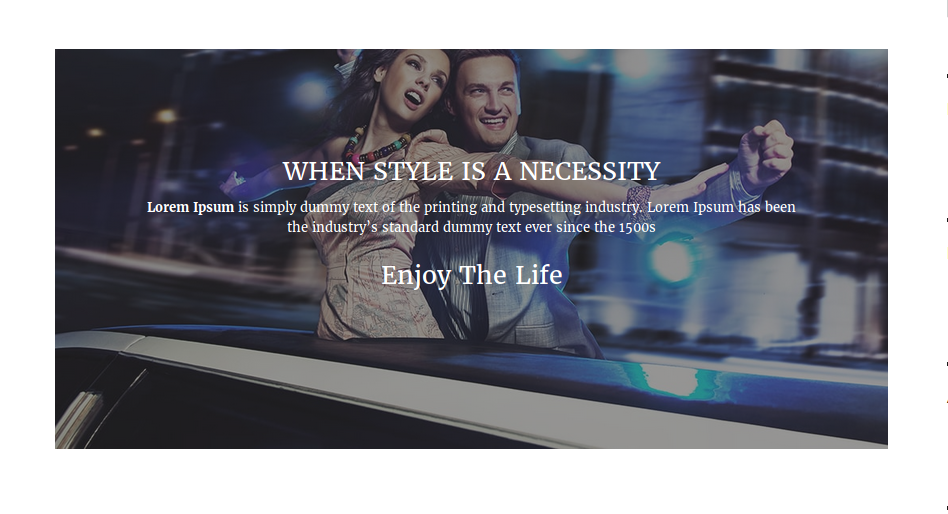 WHEN STYLE IS A NECESSITY
Lorem Ipsum is simply dummy text of the printing and typesetting industry. Lorem Ipsum has been
the industry’s standard dummy text ever since the 1500s
Enjoy The Life